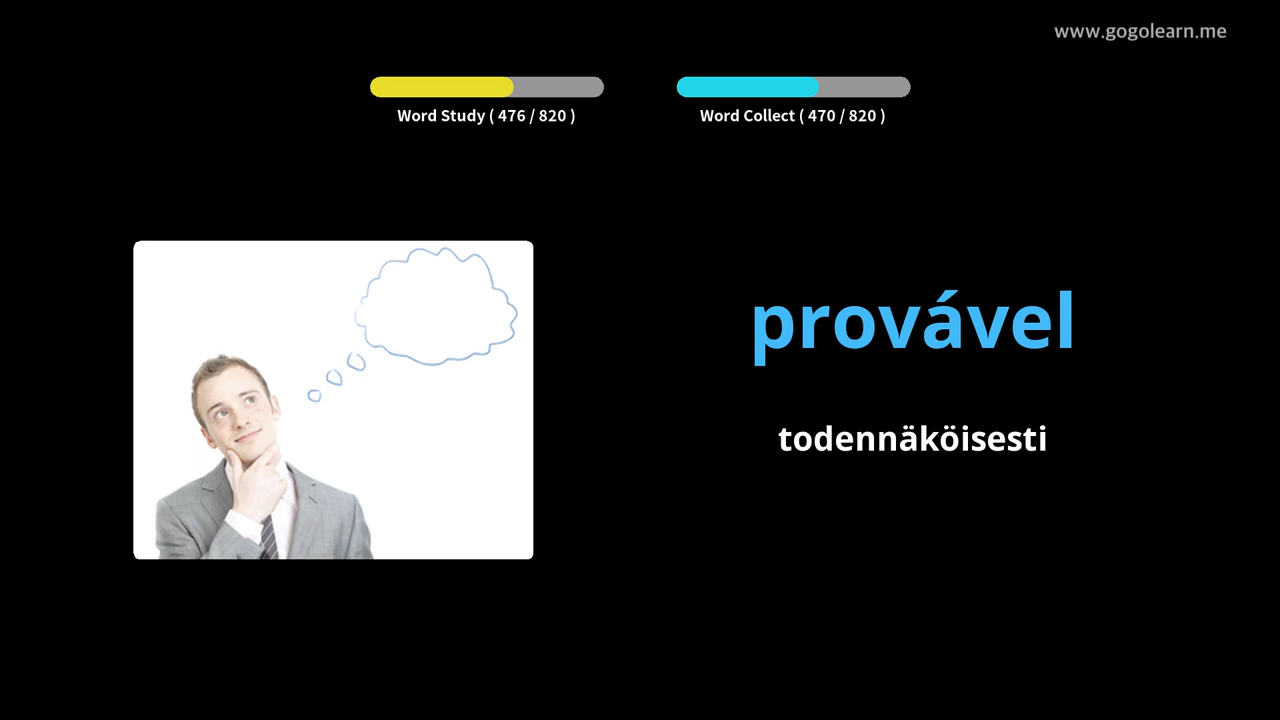 www.gogolearn.me
Word Study ( 476 / 820 )
Word Collect ( 470 / 820 )
provável
todennäköisesti